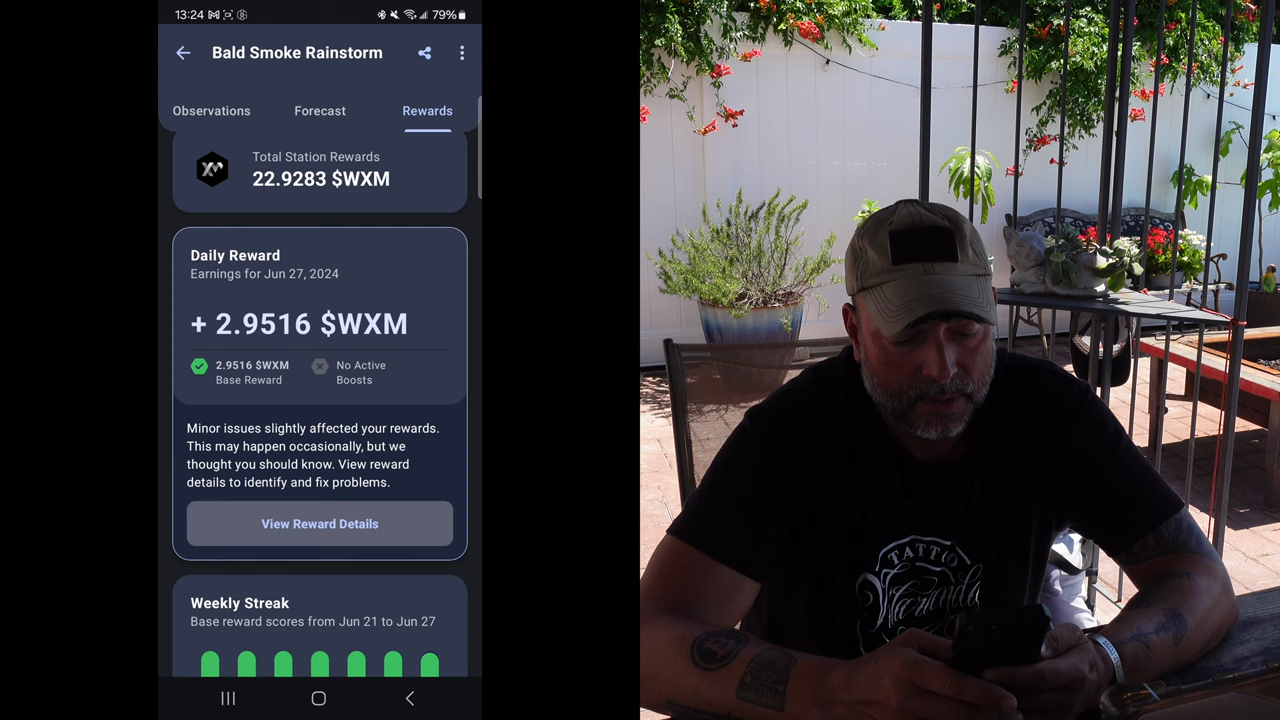 13:24
79%
Bald Smoke Rainstorm
Observations
Forecast
Rewards
Total Station Rewards
22.9283 $WXM
Daily Reward
Earnings for Jun 27, 2024
+ 2.9516 $WXM
2.9516 $WXM
Base Reward
No Active
Boosts
Minor issues slightly affected your rewards.
This may happen occasionally, but we
thought you should know. View reward
details to identify and fix problems.
View Reward Details
Weekly Streak
Base reward scores from Jun 21 to Jun 27
TATTO